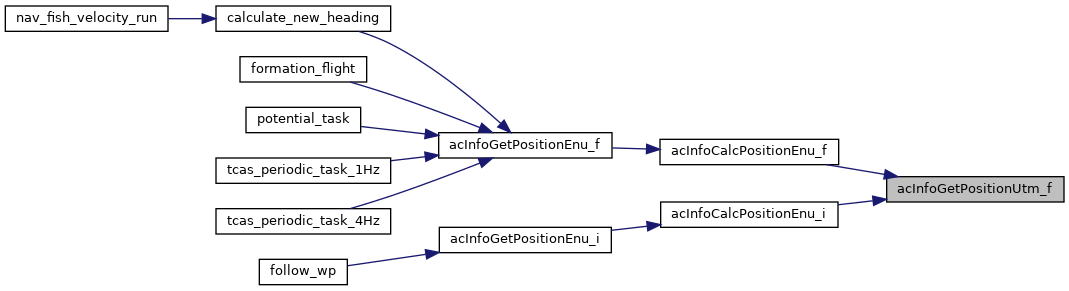 nav_fish_velocity_run
calculate_new_heading
formation_flight
potential_task
tcas_periodic_task_1Hz
tcas_periodic_task_4Hz
follow_wp
acInfoGetPositionEnu_f
acInfoGetPositionEnu_i
acInfoCalcPositionEnu_f
acInfoCalcPositionEnu_i
acInfoGetPositionUtm_f